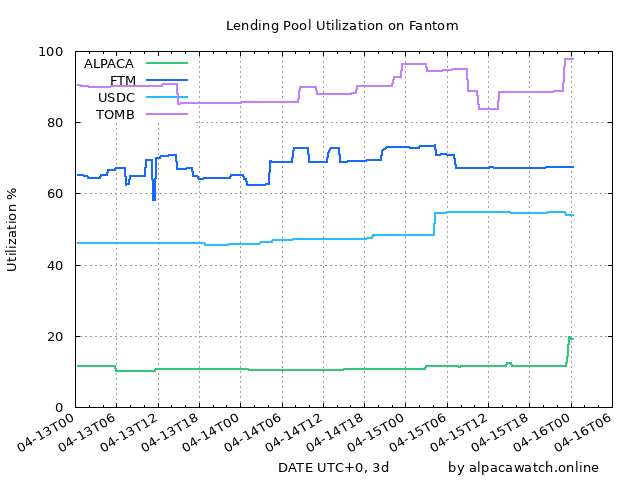 Lending Pool Utilization on Fantom
100
80
60
40
20
0
Utilization %
ALPACA
FTM
USDC
TOMB
04-13T00
04-13T06
04-13T12
04-13T18
04-14T00
04-14T06
04-14T12
04-14T18
04-15T00
04-15T06
04-15T12
04-15T18
04-16T00
04-16T06
DATE UTC+0, 3d by alpacawatch.online